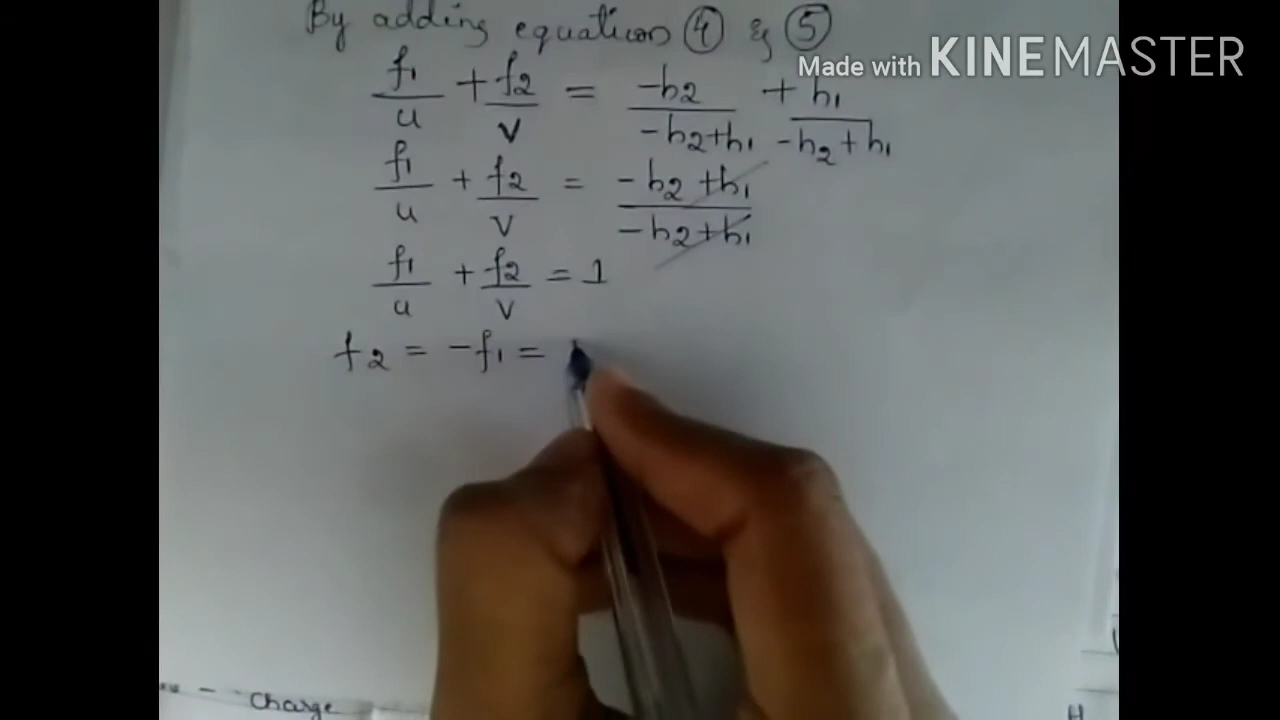 By adding equations ④ & ⑤
Made with KINEMASTER
f₁/u + f₂/v = -h₂/(-h₂+h₁) + h₁/(-h₂+h₁)
f₁/u + f₂/v = (-h₂+h₁)/(-h₂+h₁)
f₁/u + f₂/v = 1
f₂ = -f₁ =
- Charge
H